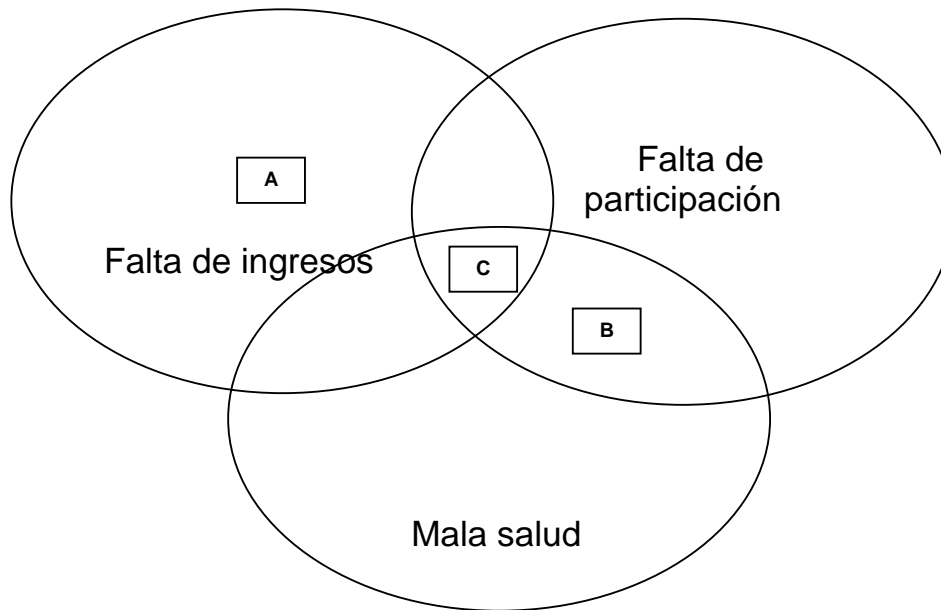 A
Falta de
participación
Falta de ingresos
C
B
Mala salud